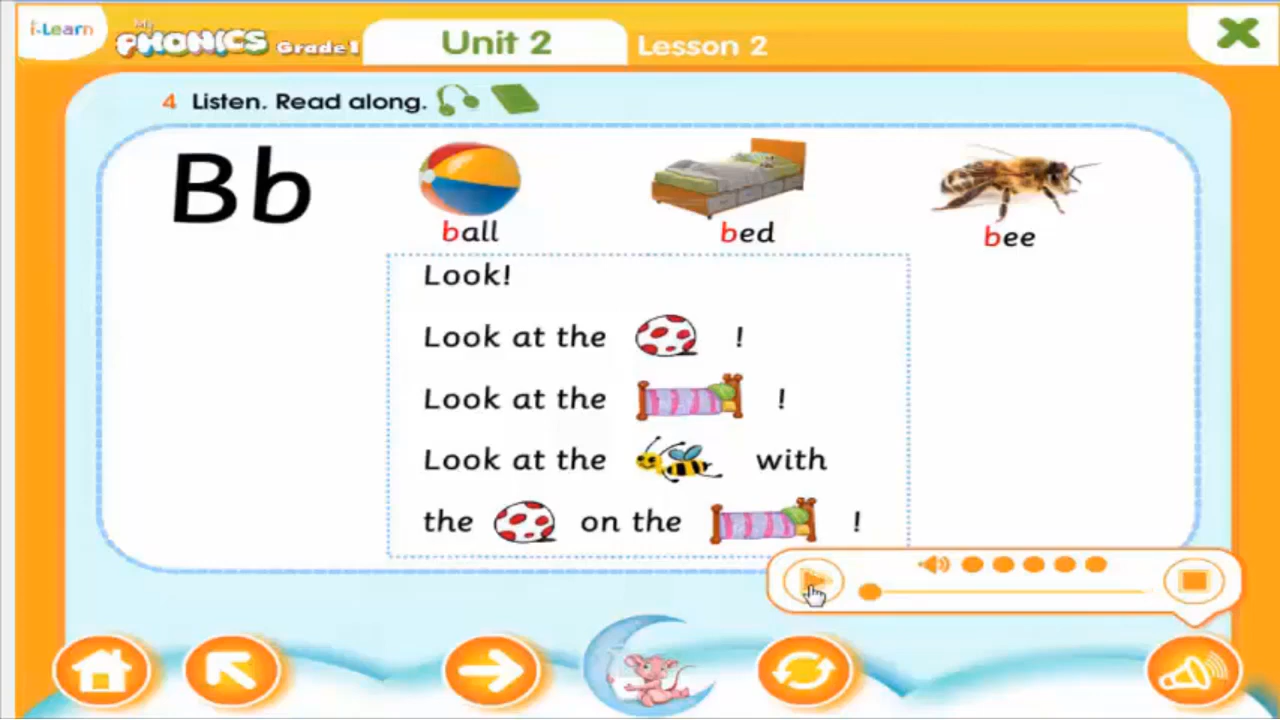 i-Learn
My
PHONICS Grade 1
Unit 2
Lesson 2
4 Listen. Read along.
Bb
ball
bed
bee
Look!
Look at the !
Look at the !
Look at the with
the on the !